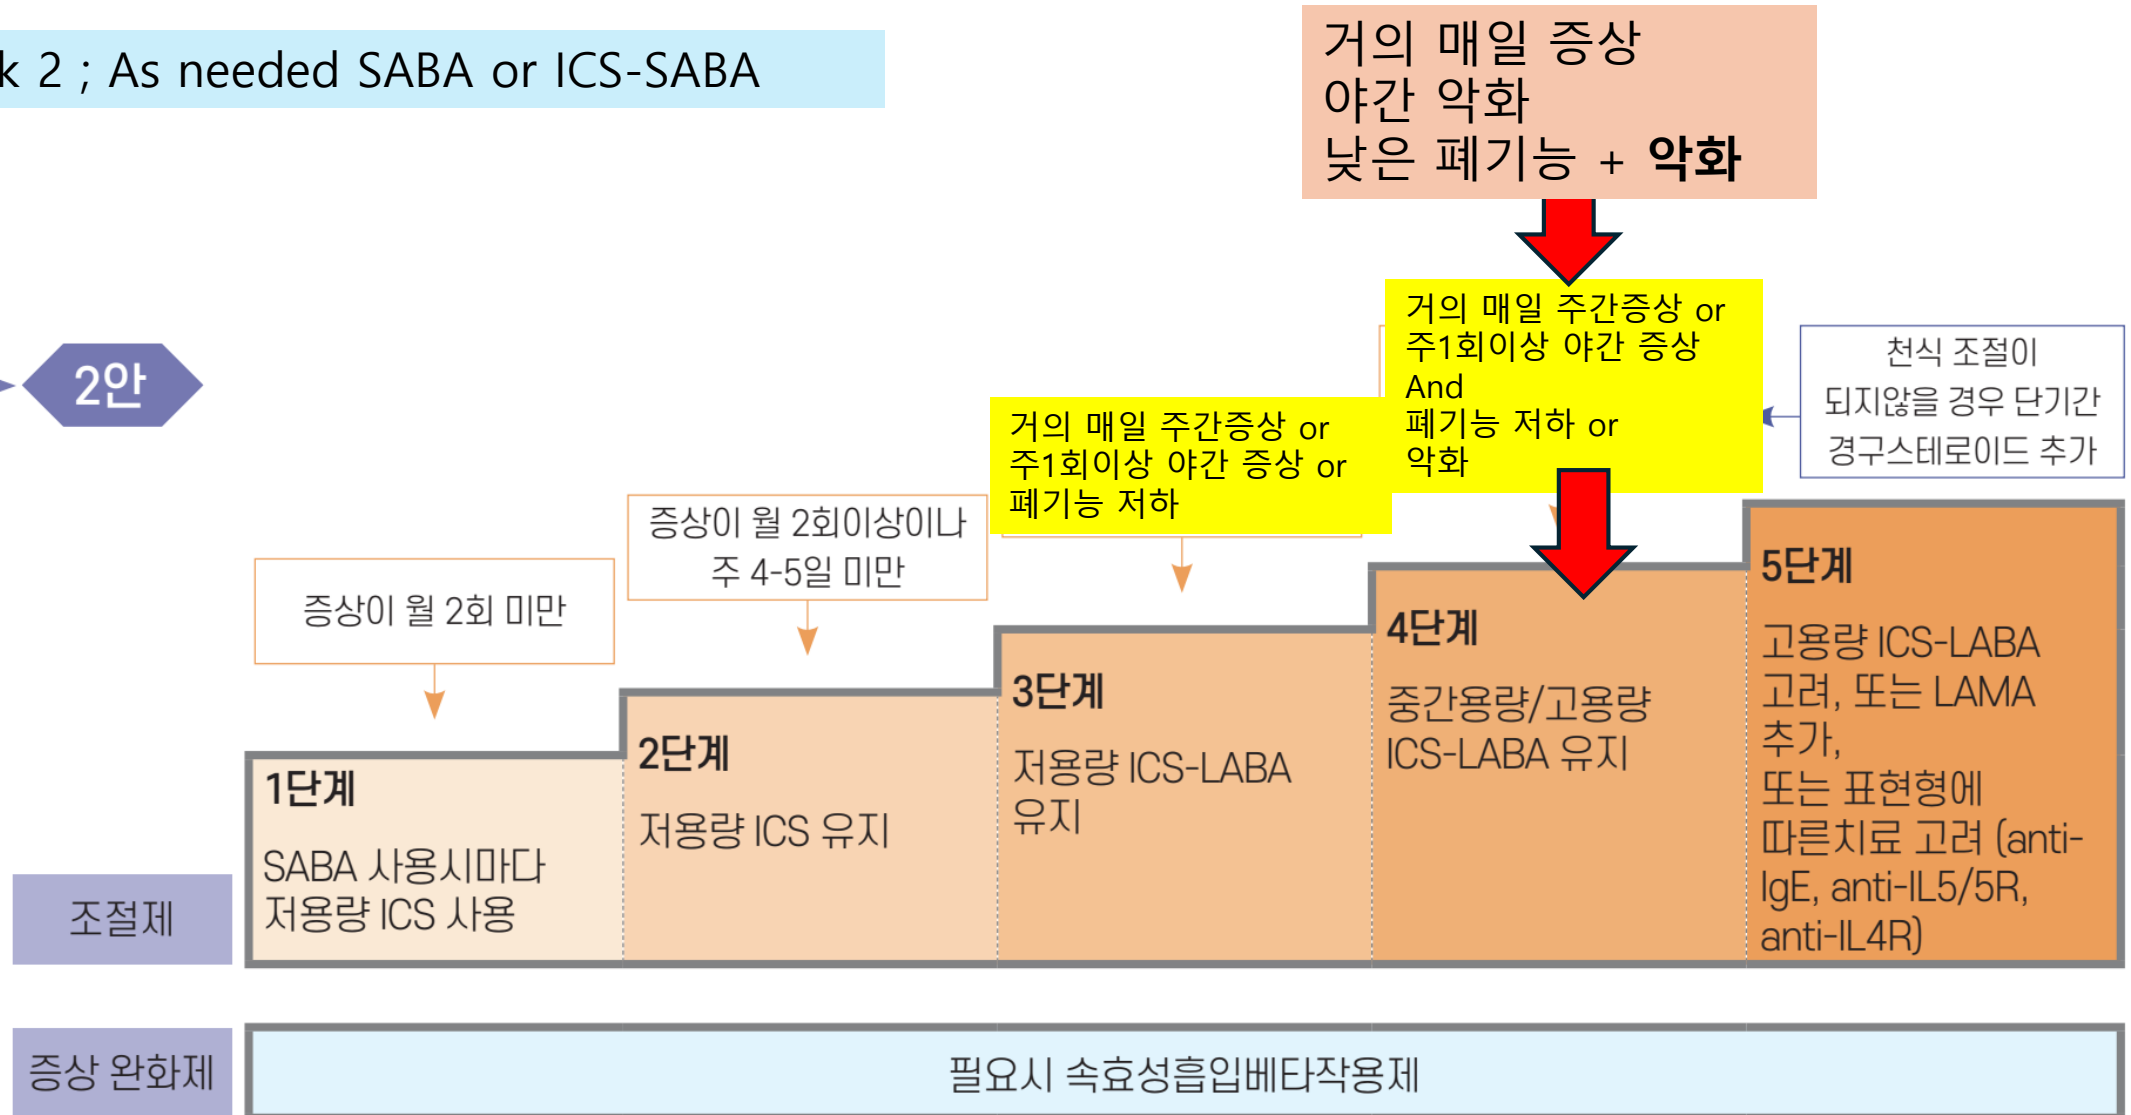 k 2 ; As needed SABA or ICS-SABA
거의 매일 증상
야간 악화
낮은 폐기능 + 악화
2안
거의 매일 주간증상 or
주1회이상 야간 증상
And
폐기능 저하 or
악화
천식 조절이
되지않을 경우 단기간
경구스테로이드 추가
거의 매일 주간증상 or
주1회이상 야간 증상 or
폐기능 저하
증상이 월 2회이상이나
주 4-5일 미만
증상이 월 2회 미만
1단계
SABA 사용시마다
저용량 ICS 사용
2단계
저용량 ICS 유지
3단계
저용량 ICS-LABA
유지
4단계
중간용량/고용량
ICS-LABA 유지
5단계
고용량 ICS-LABA
고려, 또는 LAMA
추가,
또는 표현형에
따른치료 고려 (anti-
IgE, anti-IL5/5R,
anti-IL4R)
조절제
증상 완화제
필요시 속효성흡입베타작용제